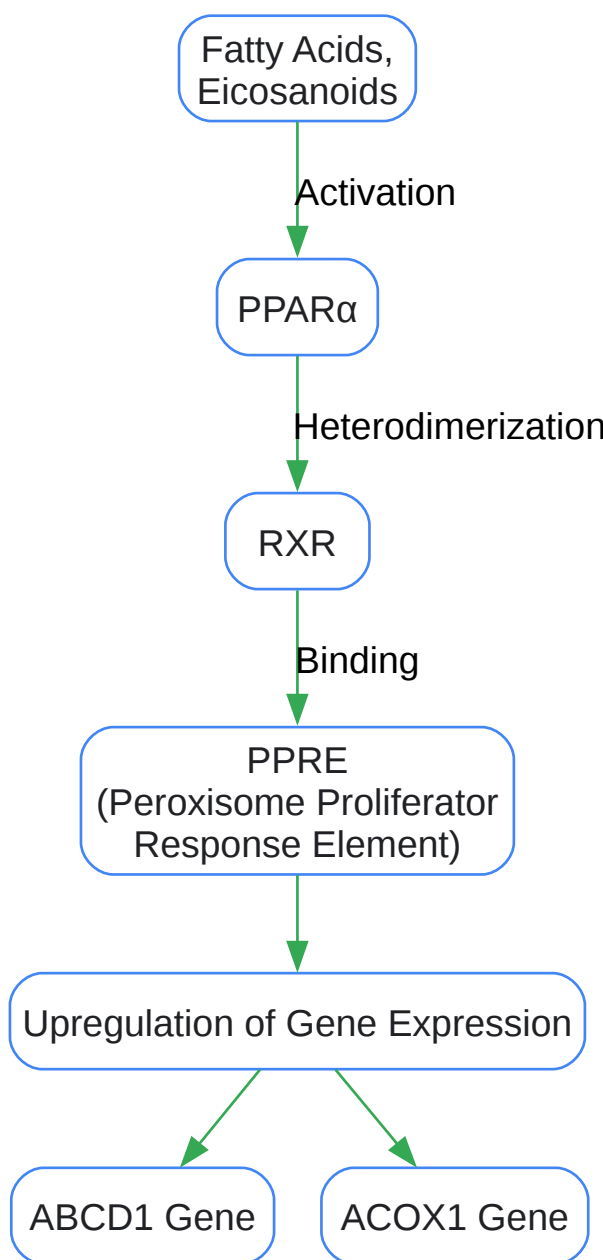 Fatty Acids,
Eicosanoids
Activation
PPARα
Heterodimerization
RXR
Binding
PPRE
(Peroxisome Proliferator
Response Element)
Upregulation of Gene Expression
ABCD1 Gene
ACOX1 Gene